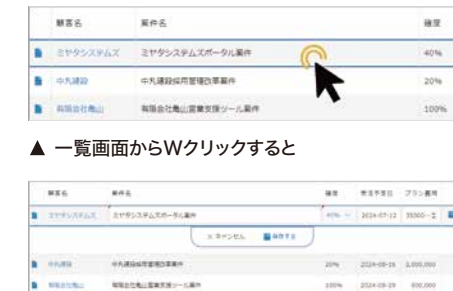 顧客名 案件名 確度
ミヤタシステムズ ミヤタシステムズポータル案件 40%
中丸建設 中丸建設採用管理改革案件 20%
有限会社亀山 有限会社亀山営業支援ツール案件 100%
▲ 一覧画面からWクリックすると
顧客名 案件名 確度 受注予定日 プラン費用
ミヤタシステムズ ミヤタシステムズポータル案件 40% 2024-07-12
× キャンセル 保存する
中丸建設 中丸建設採用管理改革案件 20% 2024-08-16 2,000,000
有限会社亀山 有限会社亀山営業支援ツール案件 100% 2024-08-29 600,000